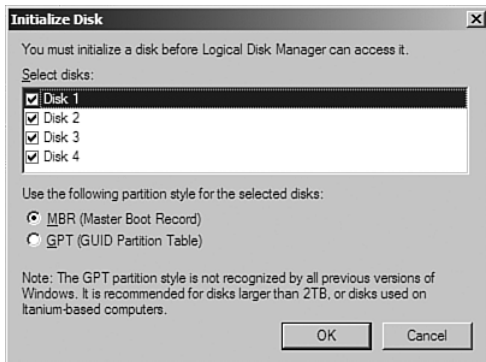 Initialize Disk
You must initialize a disk before Logical Disk Manager can access it.
Select disks:
Disk 1
Disk 2
Disk 3
Disk 4
Use the following partition style for the selected disks:
MBR (Master Boot Record)
GPT (GUID Partition Table)
Note: The GPT partition style is not recognized by all previous versions of
Windows. It is recommended for disks larger than 2TB, or disks used on
Itanium-based computers.
OK Cancel